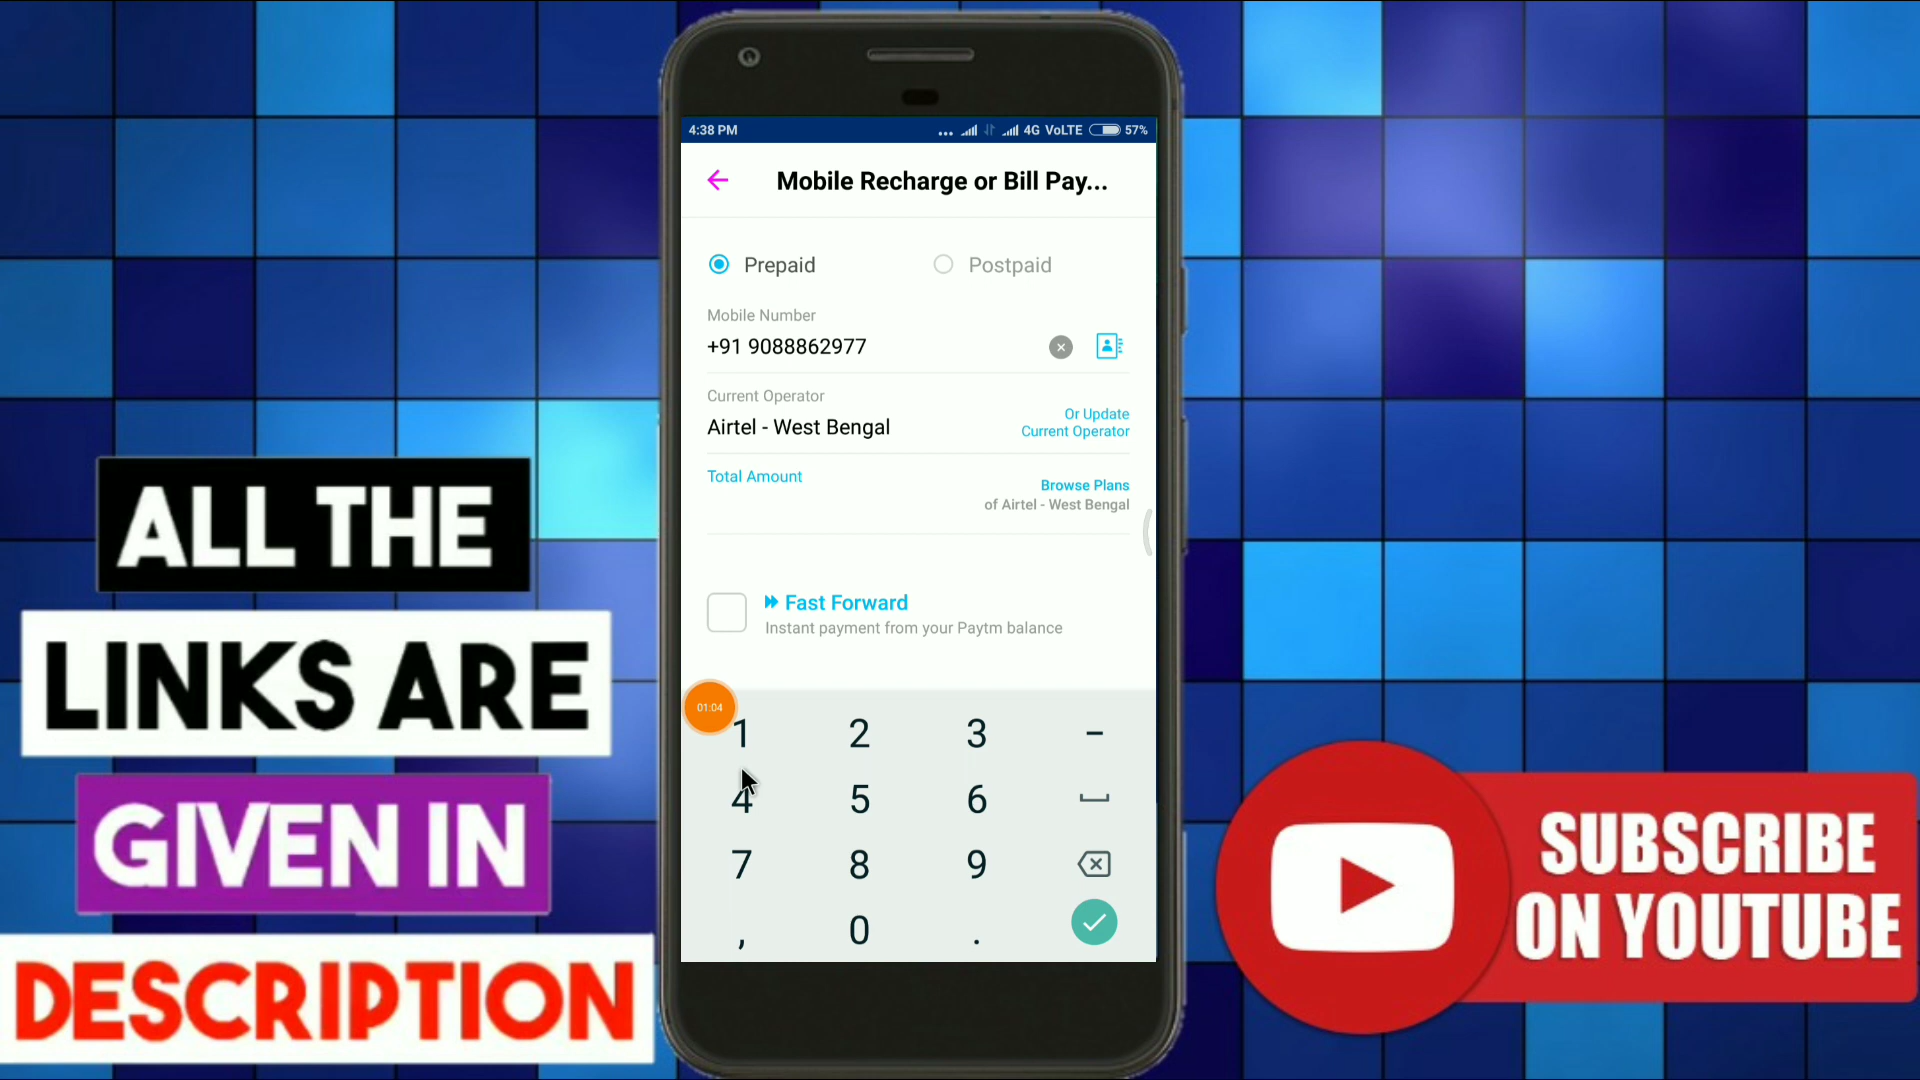 4:38 PM
... 4G VoLTE 57%
Mobile Recharge or Bill Pay...
Prepaid
Postpaid
Mobile Number
+91 9088862977
Current Operator
Airtel - West Bengal
Or Update
Current Operator
Total Amount
Browse Plans
of Airtel - West Bengal
Fast Forward
Instant payment from your Paytm balance
01:04
1 2 3 -
4 5 6
7 8 9
, 0 .
ALL THE
LINKS ARE
GIVEN IN
DESCRIPTION
SUBSCRIBE
ON YOUTUBE